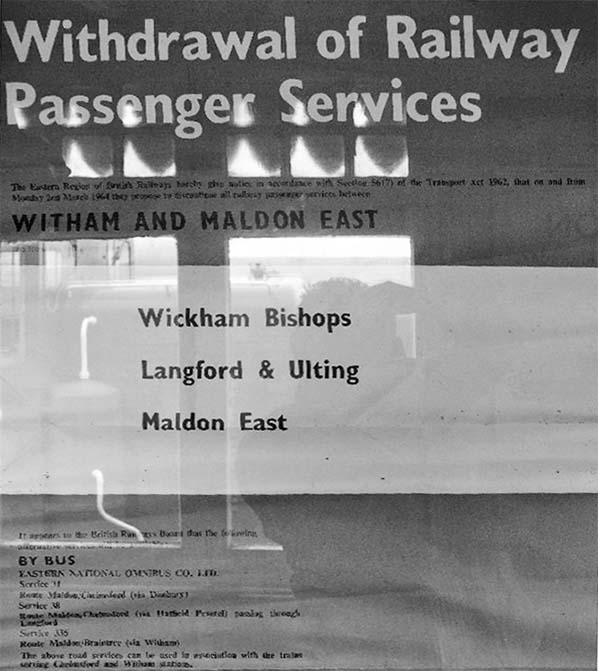 Withdrawal of Railway
Passenger Services
The Eastern Region of British Railways hereby give notice in accordance with Section 56(7) of the Transport Act 1962, that on and from
Monday 2nd March 1964 they propose to discontinue all railway passenger services between
WITHAM AND MALDON EAST
Wickham Bishops
Langford & Ulting
Maldon East
It appears to the British Railways Board that the following
alternative services will be available
BY BUS
EASTERN NATIONAL OMNIBUS CO. LTD.
Service 31
Route Maldon/Chelmsford (via Danbury)
Service 38
Route Maldon/Chelmsford (via Hatfield Peverel) passing through
Langford
Service 335
Route Maldon/Braintree (via Witham)
The above road services can be used in association with the trains
serving Chelmsford and Witham stations.